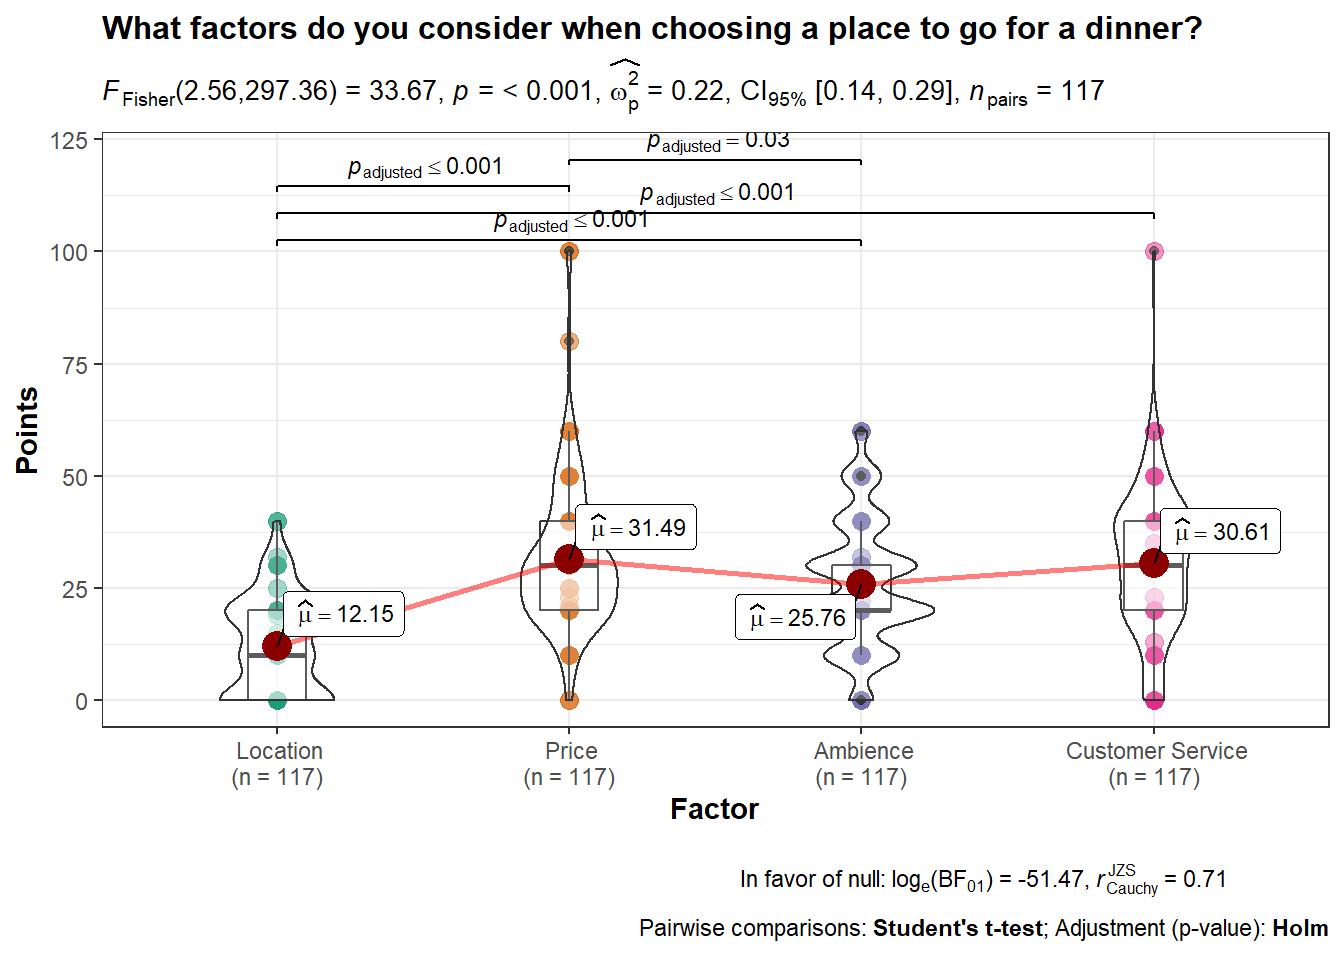 What factors do you consider when choosing a place to go for a dinner?
F Fisher(2.56,297.36) = 33.67, p = < 0.001, ω̂²p = 0.22, CI95% [0.14, 0.29], npairs = 117
Points
125
100
75
50
25
0
padjusted = 0.03
padjusted ≤ 0.001
padjusted ≤ 0.001
padjusted ≤ 0.001
μ̂ = 12.15
μ̂ = 31.49
μ̂ = 25.76
μ̂ = 30.61
Location
(n = 117)
Price
(n = 117)
Ambience
(n = 117)
Customer Service
(n = 117)
Factor
In favor of null: loge(BF01) = -51.47, rJZSCauchy = 0.71
Pairwise comparisons: Student's t-test; Adjustment (p-value): Holm